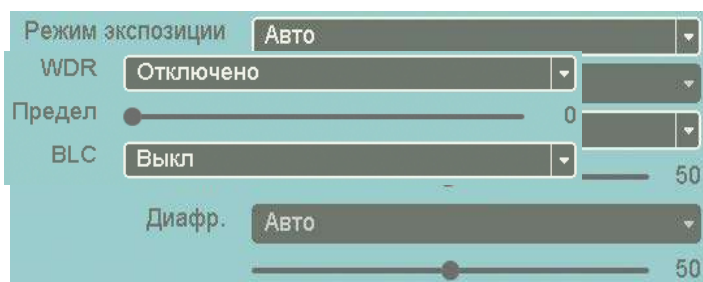 Режим экспозиции Авто
WDR Отключено
Предел 0
BLC Выкл
50
Диафр. Авто
50